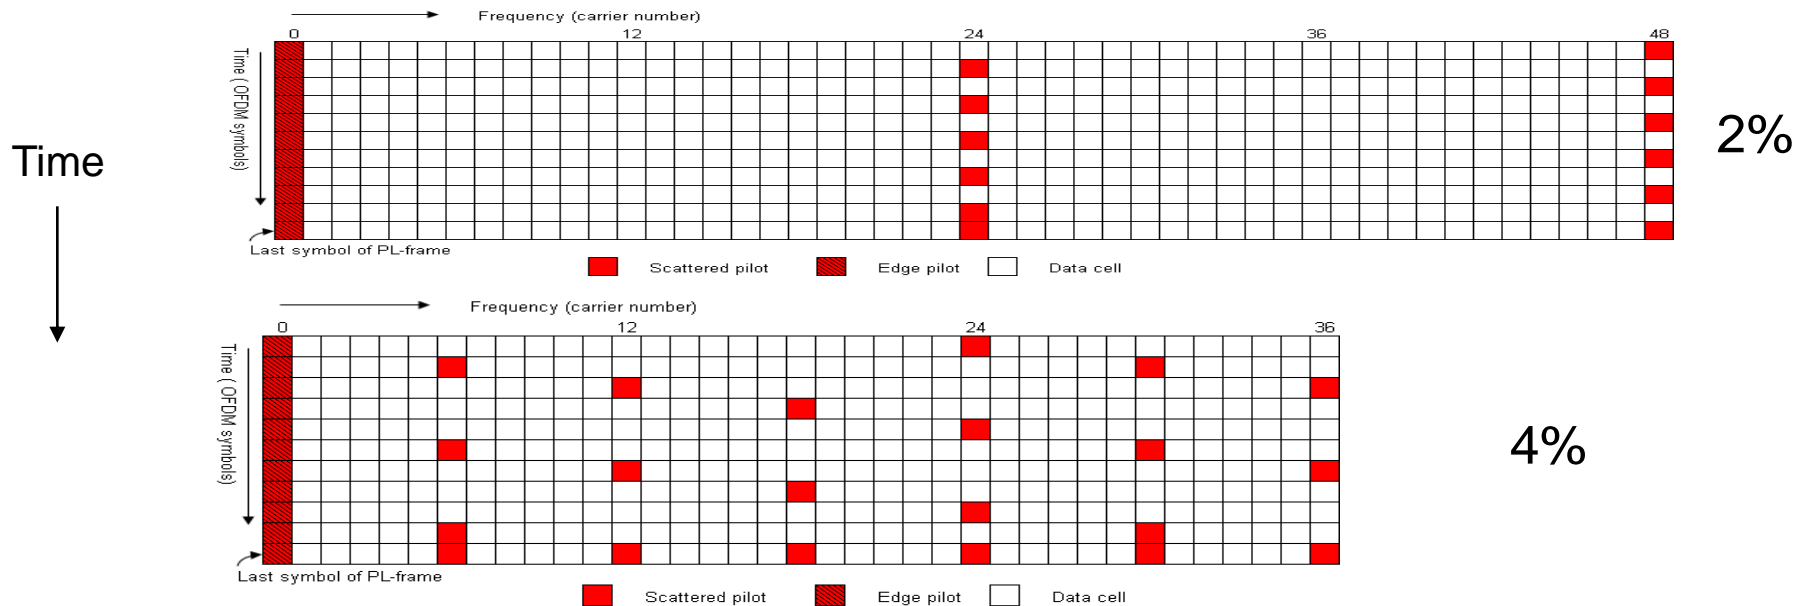 Frequency (carrier number)
0 12 24 36 48
Time ( OFDM symbols)
Time
2%
Last symbol of PL-frame
Scattered pilot Edge pilot Data cell
Frequency (carrier number)
0 12 24 36
Time ( OFDM symbols)
4%
Last symbol of PL-frame
Scattered pilot Edge pilot Data cell